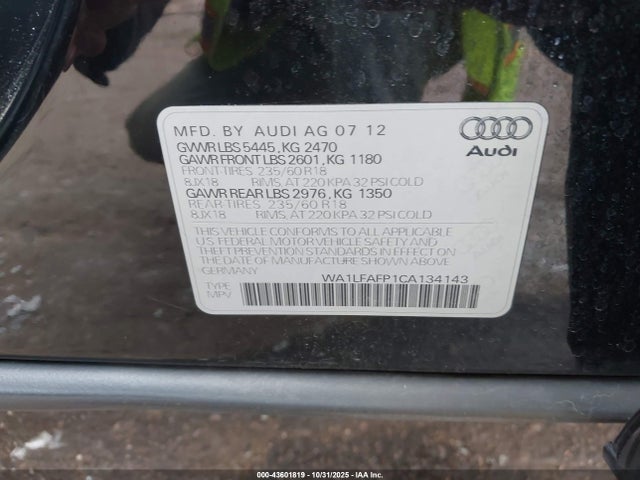 MFD. BY AUDI AG 07 12
GVWR LBS 5445, KG 2470
GAWR FRONT LBS 2601, KG 1180
FRONT-TIRES 235/60 R18
8JX18 RIMS, AT 220 KPA 32 PSI COLD
GAWR REAR LBS 2976, KG 1350
REAR-TIRES 235/60 R18
8JX18 RIMS, AT 220 KPA 32 PSI COLD
THIS VEHICLE CONFORMS TO ALL APPLICABLE
U.S. FEDERAL MOTOR VEHICLE SAFETY AND
BUMPER STANDARDS IN EFFECT ON THE
DATE OF MANUFACTURE SHOWN ABOVE.
GERMANY WA1LFAFP1CA134143
TYPE:
MPV
Audi
000-43601819 - 10/31/2025 - IAA Inc.